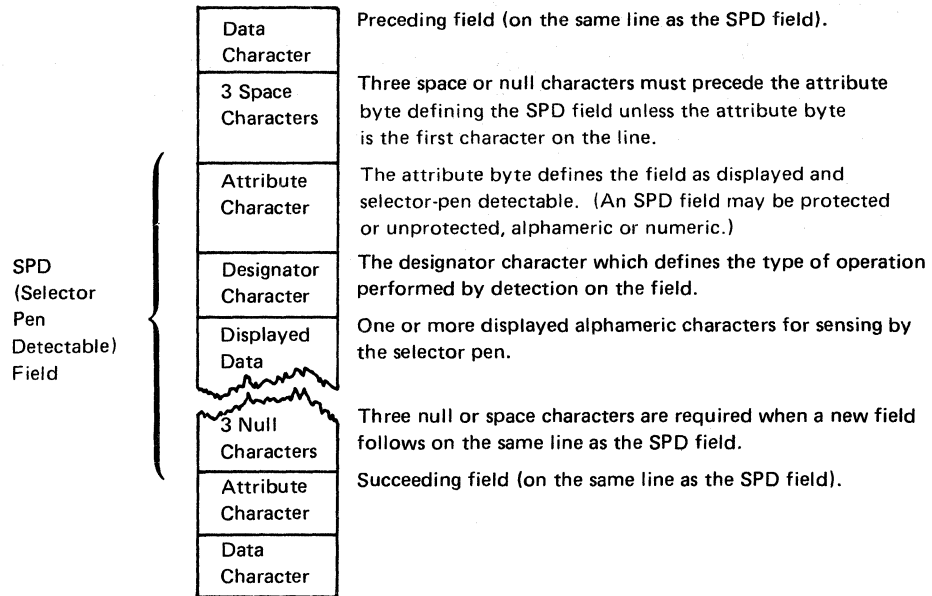 Data
Character
Preceding field (on the same line as the SPD field).
3 Space
Characters
Three space or null characters must precede the attribute
byte defining the SPD field unless the attribute byte
is the first character on the line.
SPD
(Selector
Pen
Detectable)
Field
Attribute
Character
The attribute byte defines the field as displayed and
selector-pen detectable. (An SPD field may be protected
or unprotected, alphameric or numeric.)
Designator
Character
The designator character which defines the type of operation
performed by detection on the field.
Displayed
Data
One or more displayed alphameric characters for sensing by
the selector pen.
3 Null
Characters
Three null or space characters are required when a new field
follows on the same line as the SPD field.
Attribute
Character
Succeeding field (on the same line as the SPD field).
Data
Character